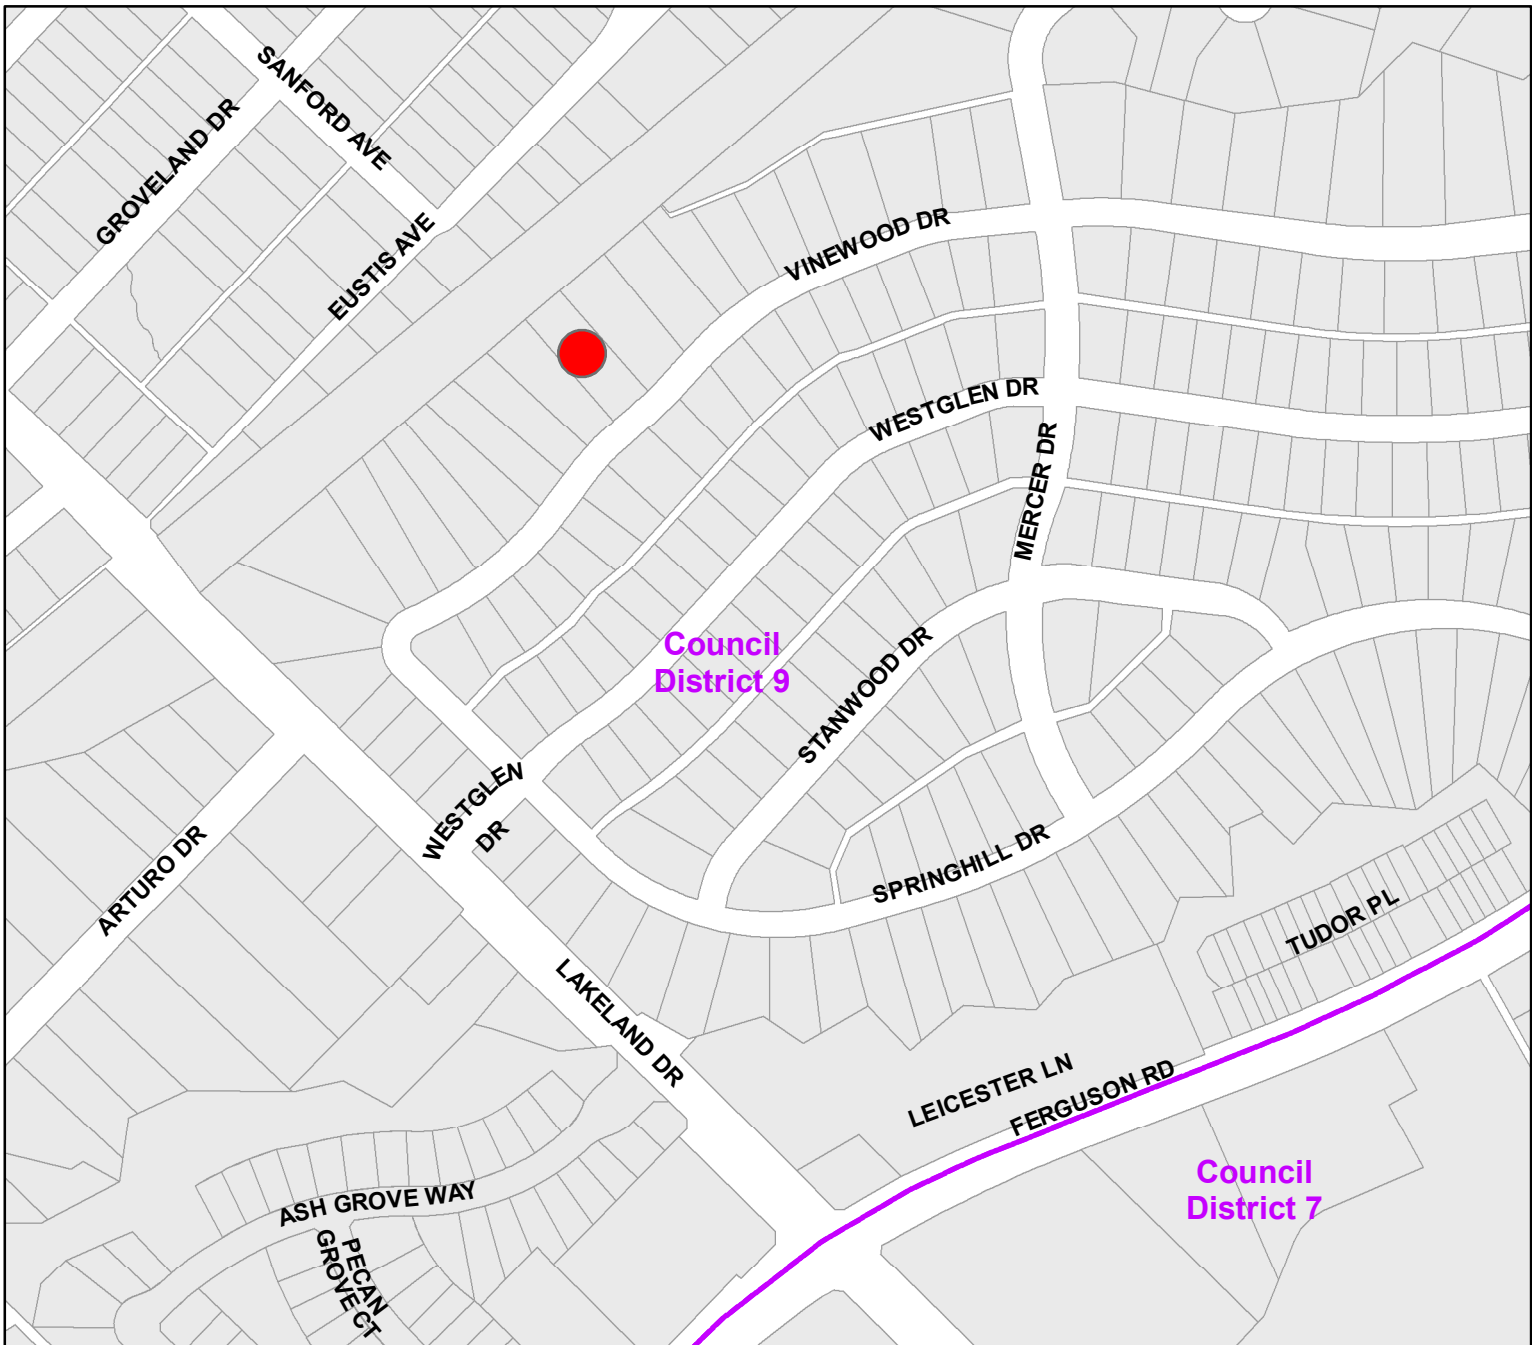 SANFORD AVE
GROVELAND DR
EUSTIS AVE
VINEWOOD DR
WESTGLEN DR
MERCER DR
Council
District 9
STANWOOD DR
WESTGLEN
DR
ARTURO DR
SPRINGHILL DR
TUDOR PL
LAKELAND DR
LEICESTER LN
FERGUSON RD
Council
District 7
ASH GROVE WAY
PECAN
GROVE CT